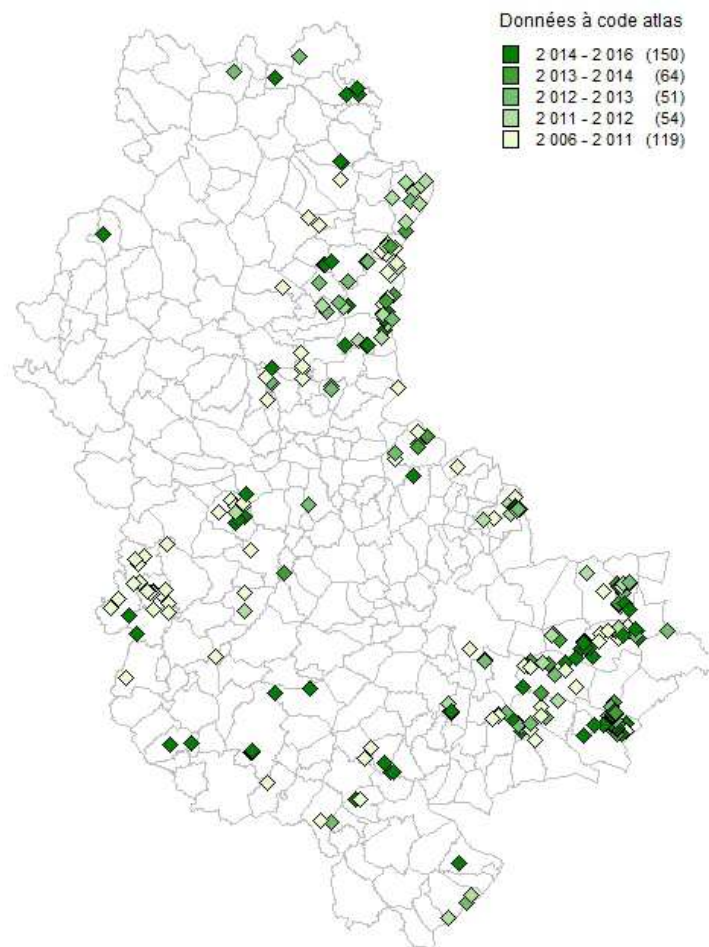 Données à code atlas
2 014 - 2 016 (150)
2 013 - 2 014 (64)
2 012 - 2 013 (51)
2 011 - 2 012 (54)
2 006 - 2 011 (119)